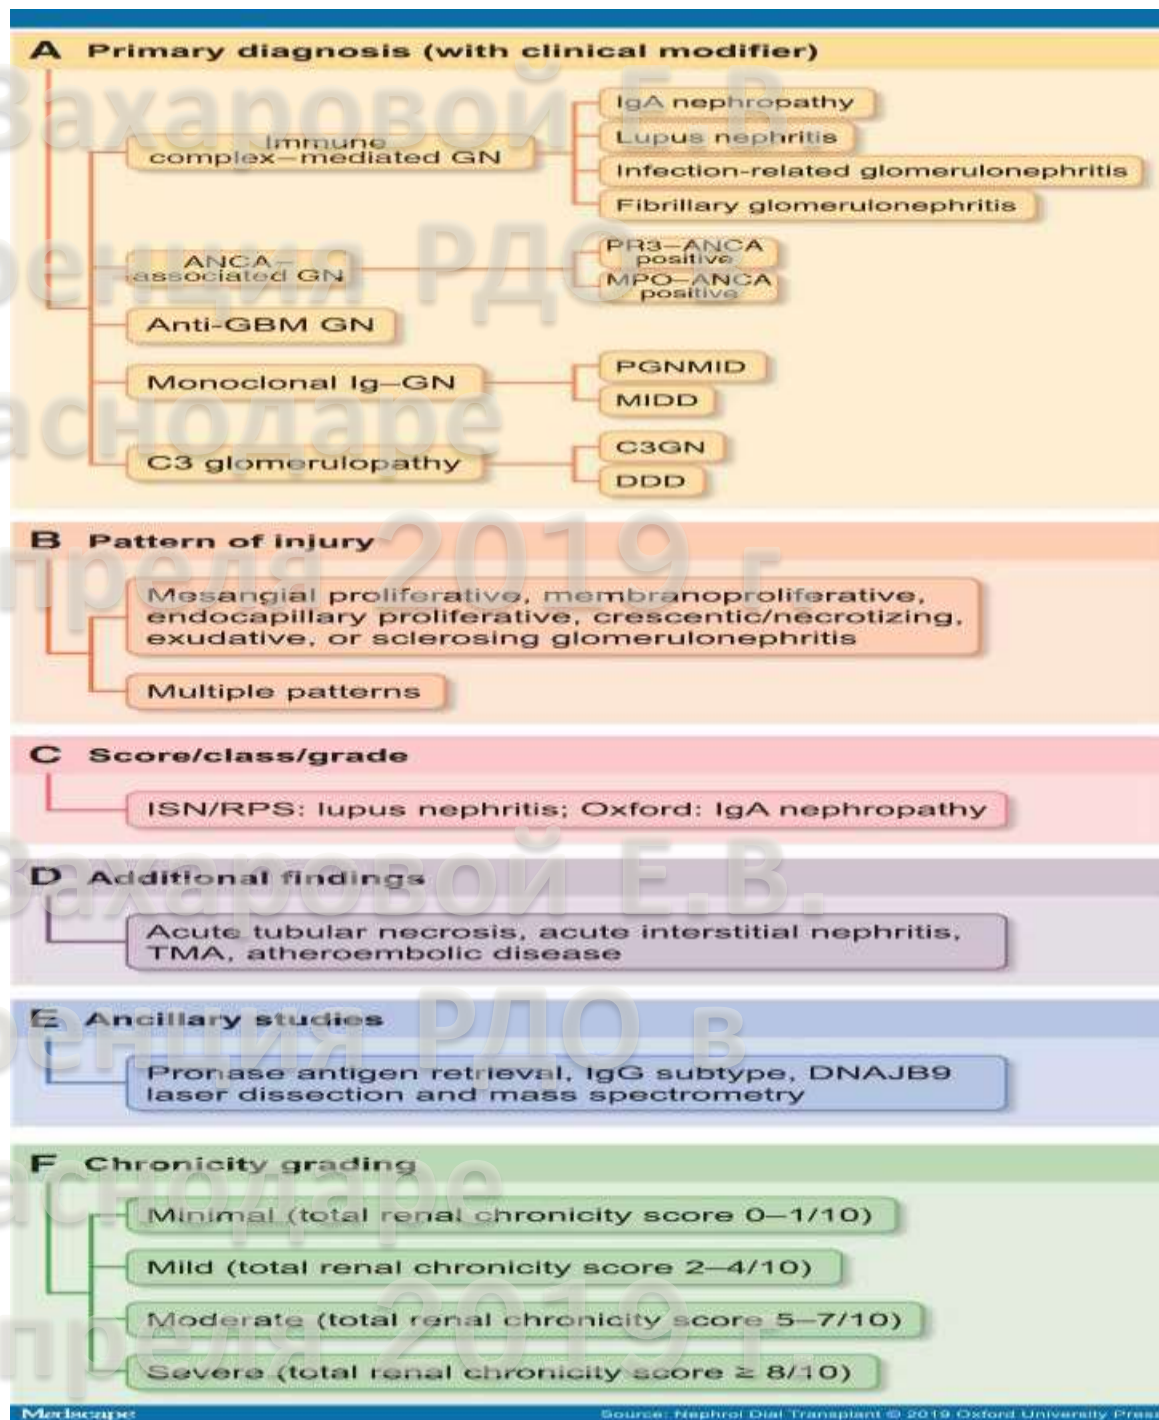 A Primary diagnosis (with clinical modifier)
Immune
complex–mediated GN
IgA nephropathy
Lupus nephritis
Infection-related glomerulonephritis
Fibrillary glomerulonephritis
ANCA–
associated GN
PR3–ANCA
positive
MPO–ANCA
positive
Anti-GBM GN
Monoclonal Ig–GN
PGNMID
MIDD
C3 glomerulopathy
C3GN
DDD
B Pattern of injury
Mesangial proliferative, membranoproliferative,
endocapillary proliferative, crescentic/necrotizing,
exudative, or sclerosing glomerulonephritis
Multiple patterns
C Score/class/grade
ISN/RPS: lupus nephritis; Oxford: IgA nephropathy
D Additional findings
Acute tubular necrosis, acute interstitial nephritis,
TMA, atheroembolic disease
E Ancillary studies
Pronase antigen retrieval, IgG subtype, DNAJB9
laser dissection and mass spectrometry
F Chronicity grading
Minimal (total renal chronicity score 0–1/10)
Mild (total renal chronicity score 2–4/10)
Moderate (total renal chronicity score 5–7/10)
Severe (total renal chronicity score ≥ 8/10)
Medscape
Source: Nephrol Dial Transplant © 2019 Oxford University Press
Захаровой Е.В.
ренция РДО в
аснодаре
преля 2019 г.
Захаровой Е.В.
ренция РДО в
аснодаре
преля 2019 г.